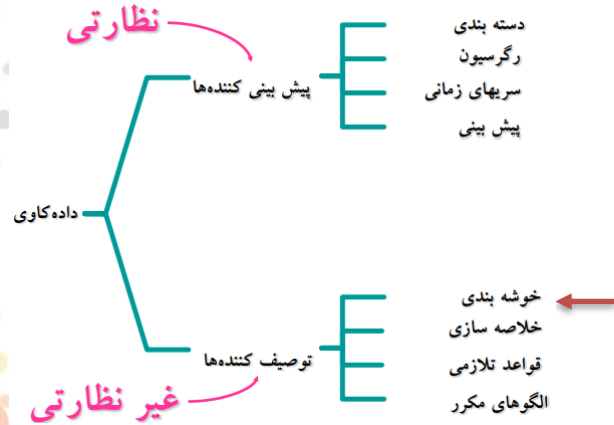 نظارتی
دسته بندی
رگرسیون
پیش بینی کننده‌ها
سریهای زمانی
پیش بینی
داده‌کاوی
خوشه بندی
خلاصه سازی
توصیف کننده‌ها
قواعد تلازمی
غیر نظارتی
الگوهای مکرر